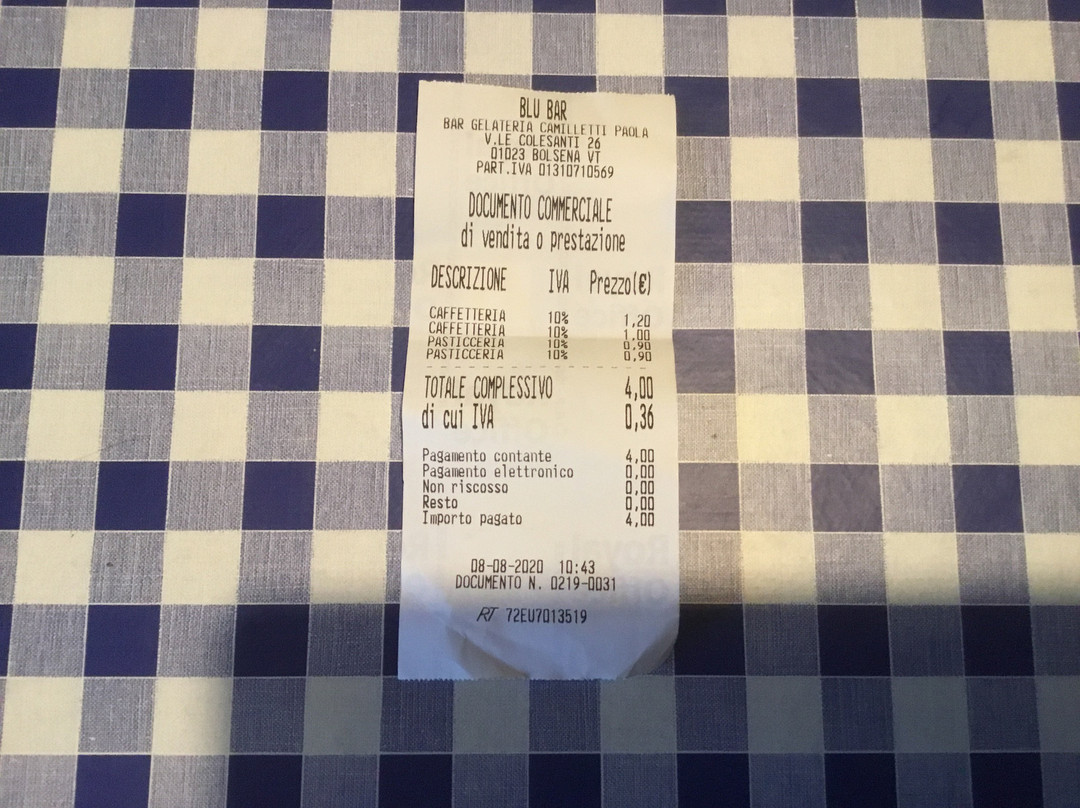 BLU BAR
BAR GELATERIA CAMILLETTI PAOLA
V.LE COLESANTI 26
01023 BOLSENA VT
PART.IVA 01310710569
DOCUMENTO COMMERCIALE
di vendita o prestazione
DESCRIZIONE IVA Prezzo(€)
CAFFETTERIA 10% 1,20
CAFFETTERIA 10% 1,00
PASTICCERIA 10% 0,90
PASTICCERIA 10% 0,90
TOTALE COMPLESSIVO 4,00
di cui IVA 0,36
Pagamento contante 4,00
Pagamento elettronico 0,00
Non riscosso 0,00
Resto 0,00
Importo pagato 4,00
08-08-2020 10:43
DOCUMENTO N. 0219-0031
RT 72EU7013519